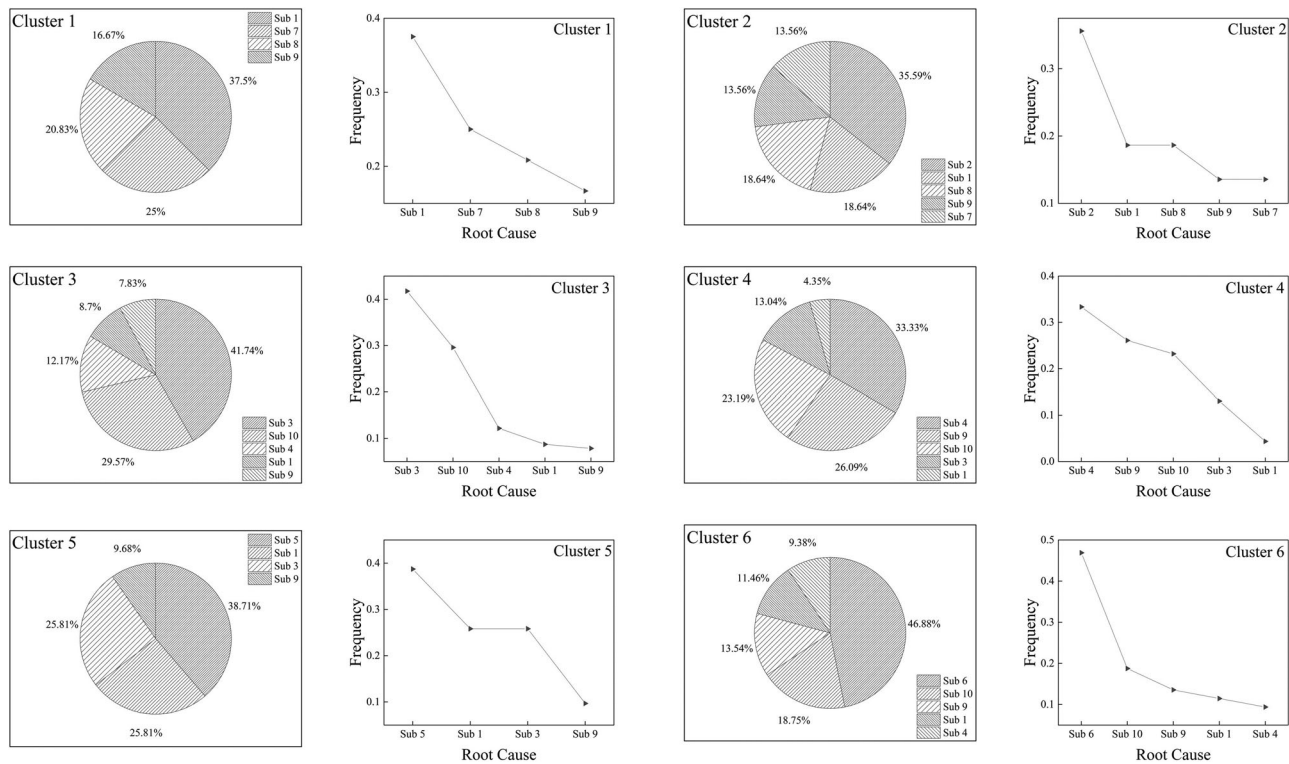 Cluster 1
Sub 1
Sub 7
Sub 8
Sub 9
16.67%
37.5%
20.83%
25%
Cluster 1
Frequency
0.4
0.2
Sub 1 Sub 7 Sub 8 Sub 9
Root Cause
Cluster 2
13.56%
35.59%
13.56%
18.64%
18.64%
Sub 2
Sub 1
Sub 8
Sub 9
Sub 7
Cluster 2
Frequency
0.3
0.2
0.1
Sub 2 Sub 1 Sub 8 Sub 9 Sub 7
Root Cause
Cluster 3
7.83%
8.7%
41.74%
12.17%
29.57%
Sub 3
Sub 10
Sub 4
Sub 1
Sub 9
Cluster 3
Frequency
0.4
0.3
0.2
0.1
Sub 3 Sub 10 Sub 4 Sub 1 Sub 9
Root Cause
Cluster 4
4.35%
13.04%
33.33%
23.19%
26.09%
Sub 4
Sub 9
Sub 10
Sub 3
Sub 1
Cluster 4
Frequency
0.4
0.3
0.2
0.1
0.0
Sub 4 Sub 9 Sub 10 Sub 3 Sub 1
Root Cause
Cluster 5
Sub 5
Sub 1
Sub 3
Sub 9
9.68%
38.71%
25.81%
25.81%
Cluster 5
Frequency
0.4
0.3
0.2
0.1
Sub 5 Sub 1 Sub 3 Sub 9
Root Cause
Cluster 6
9.38%
11.46%
46.88%
13.54%
18.75%
Sub 6
Sub 10
Sub 9
Sub 1
Sub 4
Cluster 6
Frequency
0.5
0.4
0.3
0.2
0.1
Sub 6 Sub 10 Sub 9 Sub 1 Sub 4
Root Cause